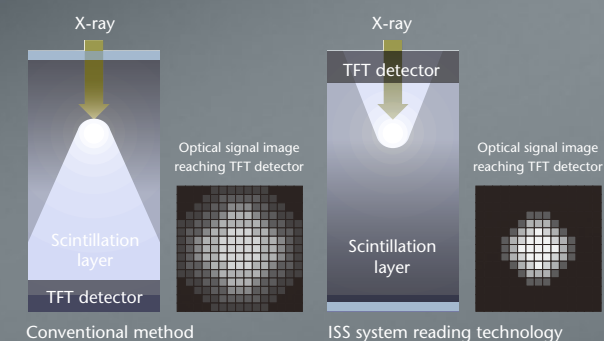 X-ray
Optical signal image
reaching TFT detector
Scintillation
layer
TFT detector
Conventional method
X-ray
TFT detector
Optical signal image
reaching TFT detector
Scintillation
layer
ISS system reading technology